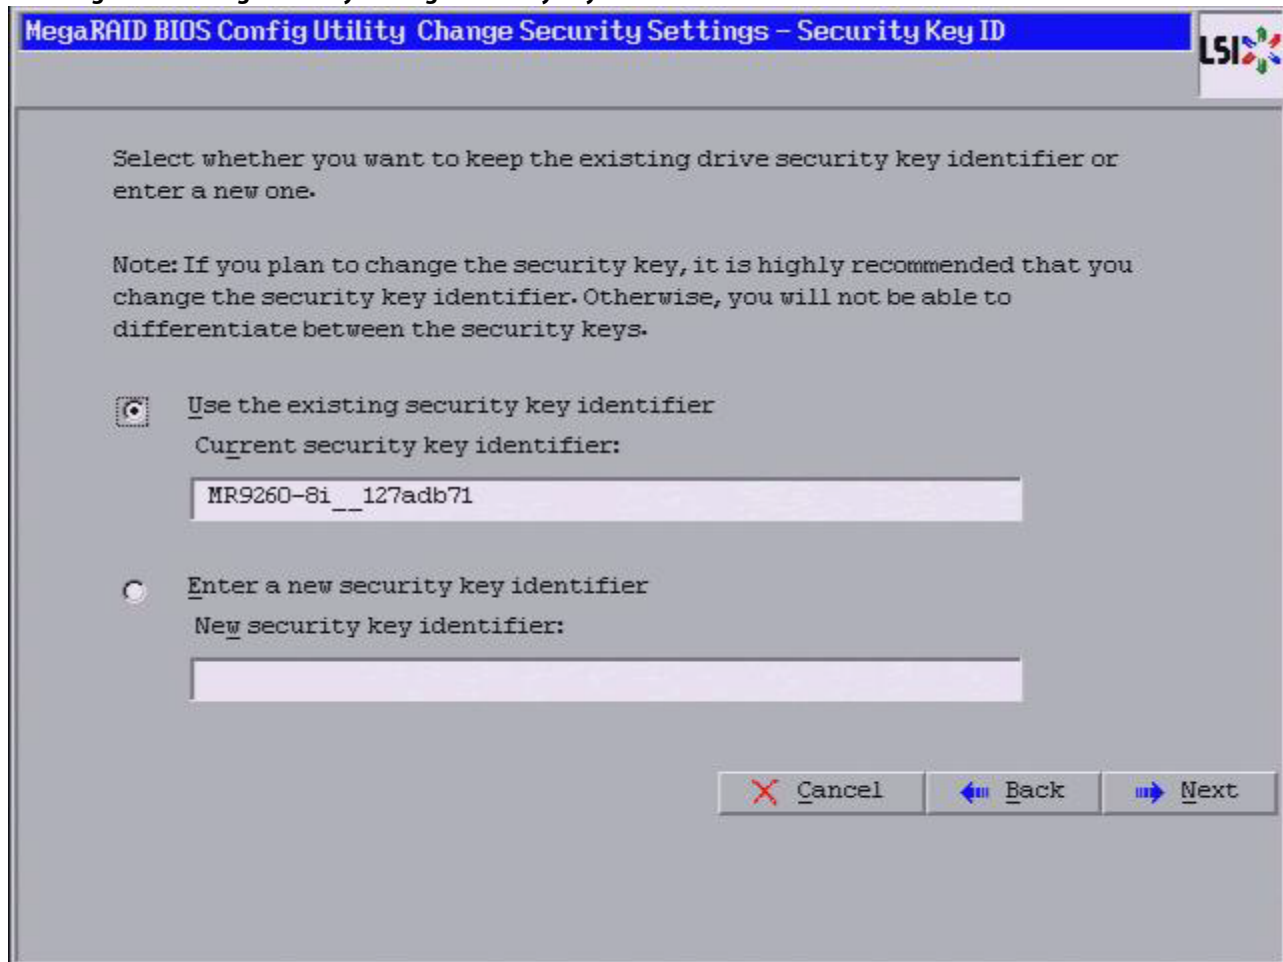 MegaRAID BIOS Config Utility Change Security Settings - Security Key ID
LSI
Select whether you want to keep the existing drive security key identifier or
enter a new one.
Note: If you plan to change the security key, it is highly recommended that you
change the security key identifier. Otherwise, you will not be able to
differentiate between the security keys.
Use the existing security key identifier
Current security key identifier:
MR9260-8i__127adb71
Enter a new security key identifier
New security key identifier:
Cancel
Back
Next